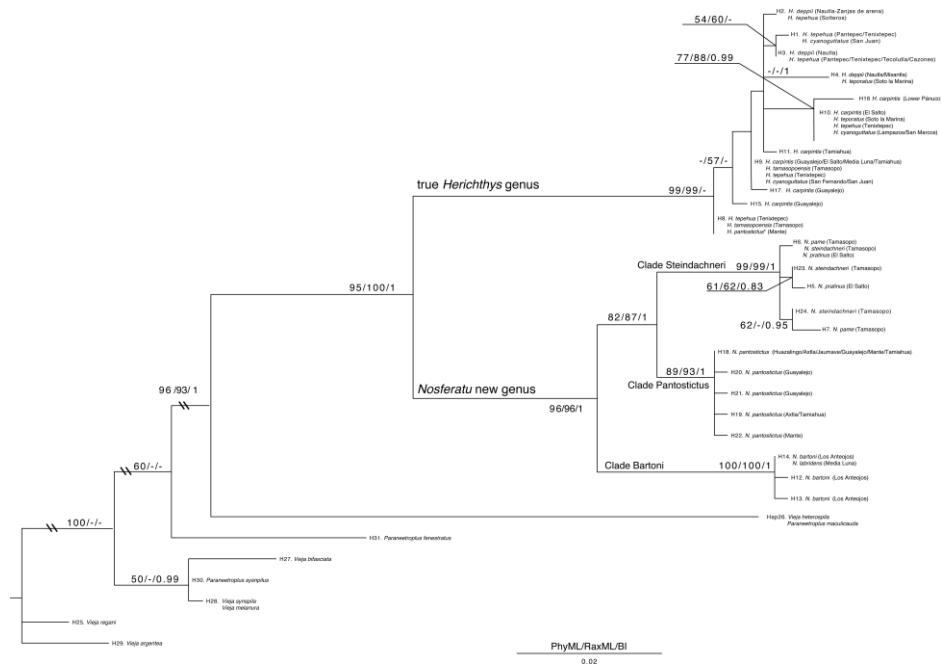 H2. H. deppii (Nautla-Zanjas de arena)
H. tepehua (Solteros)
54/60/-
H1. H. tepehua (Pantepec/Tenixtepec)
H. cyanoguttatus (San Juan)
H3. H. deppii (Nautla)
H. tepehua (Pantepec/Tenixtepec/Tecolutla/Cazones)
77/88/0.99
-/-/1
H4. H. deppii (Nautla/Misantla)
H. teporatus (Soto la Marina)
H16 H. carpintis (Lower Pánuco)
H10. H. carpintis (El Salto)
H. teporatus (Soto la Marina)
H. tepehua (Tenixtepec)
H. cyanoguttatus (Lampazos/San Marcos)
H11. H. carpintis (Tamiahua)
-/57/-
H9. H. carpintis (Guayalejo/El Salto/Media Luna/Tamiahua)
H. tamasopoensis (Tamasopo)
H. tepehua (Tenixtepec)
H. cyanoguttatus (San Fernando/San Juan)
true Herichthys genus
99/99/-
H17. H. carpintis (Guayalejo)
H15. H. carpintis (Guayalejo)
H8. H. tepehua (Tenixtepec)
H. tamasopoensis (Tamasopo)
H. pantostictus* (Mante)
H6. N. pame (Tamasopo)
N. steindachneri (Tamasopo)
N. pratinus (El Salto)
Clade Steindachneri
99/99/1
H23. N. steindachneri (Tamasopo)
61/62/0.83
H5. N. pratinus (El Salto)
95/100/1
H24. N. steindachneri (Tamasopo)
82/87/1
62/-/0.95
H7. N. pame (Tamasopo)
H18. N. pantostictus (Huazalingo/Axtla/Jaumave/Guayalejo/Mante/Tamiahua)
89/93/1
H20. N. pantostictus (Guayalejo)
Clade Pantostictus
Nosferatu new genus
96/93/1
H21. N. pantostictus (Guayalejo)
96/96/1
H19. N. pantostictus (Axtla/Tamiahua)
H22. N. pantostictus (Mante)
H14. N. bartoni (Los Anteojos)
N. labridens (Media Luna)
Clade Bartoni
100/100/1
60/-/-
H12. N. bartoni (Los Anteojos)
H13. N. bartoni (Los Anteojos)
Hap26. Vieja heterospila
Paraneetroplus maculicauda
100/-/-
H31. Paraneetroplus fenestratus
H27. Vieja bifasciata
50/-/0.99
H30. Paraneetroplus synspilus
H28. Vieja synspila
Vieja melanura
H25. Vieja regani
H29. Vieja argentea
PhyML/RaxML/BI
0.02